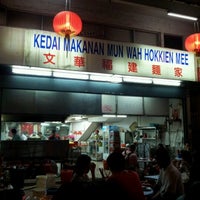 KEDAI MAKANAN MUN WAH HOKKIEN MEE
文華福建麵家